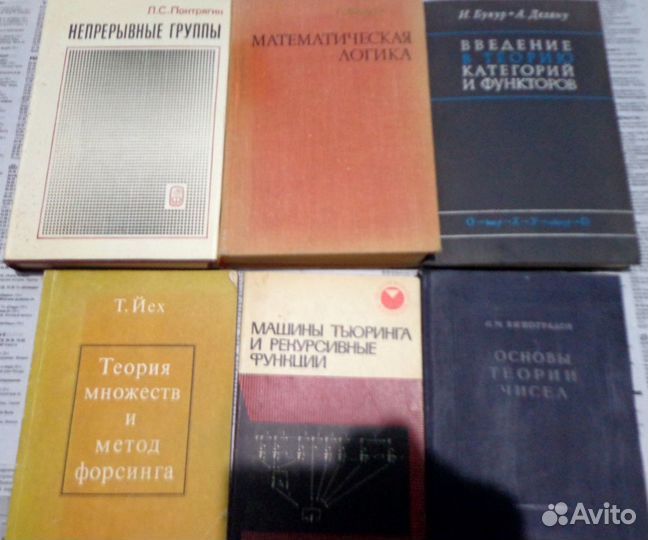 Л.С. Понтрягин
НЕПРЕРЫВНЫЕ ГРУППЫ
МАТЕМАТИЧЕСКАЯ
ЛОГИКА
И. Букур · А. Деляну
ВВЕДЕНИЕ
В ТЕОРИЮ
КАТЕГОРИЙ
И ФУНКТОРОВ
Т. Йех
Теория
множеств
и
метод
форсинга
МАШИНЫ ТЬЮРИНГА
И РЕКУРСИВНЫЕ
ФУНКЦИИ
И.М. ВИНОГРАДОВ
ОСНОВЫ
ТЕОРИИ
ЧИСЕЛ
Avito